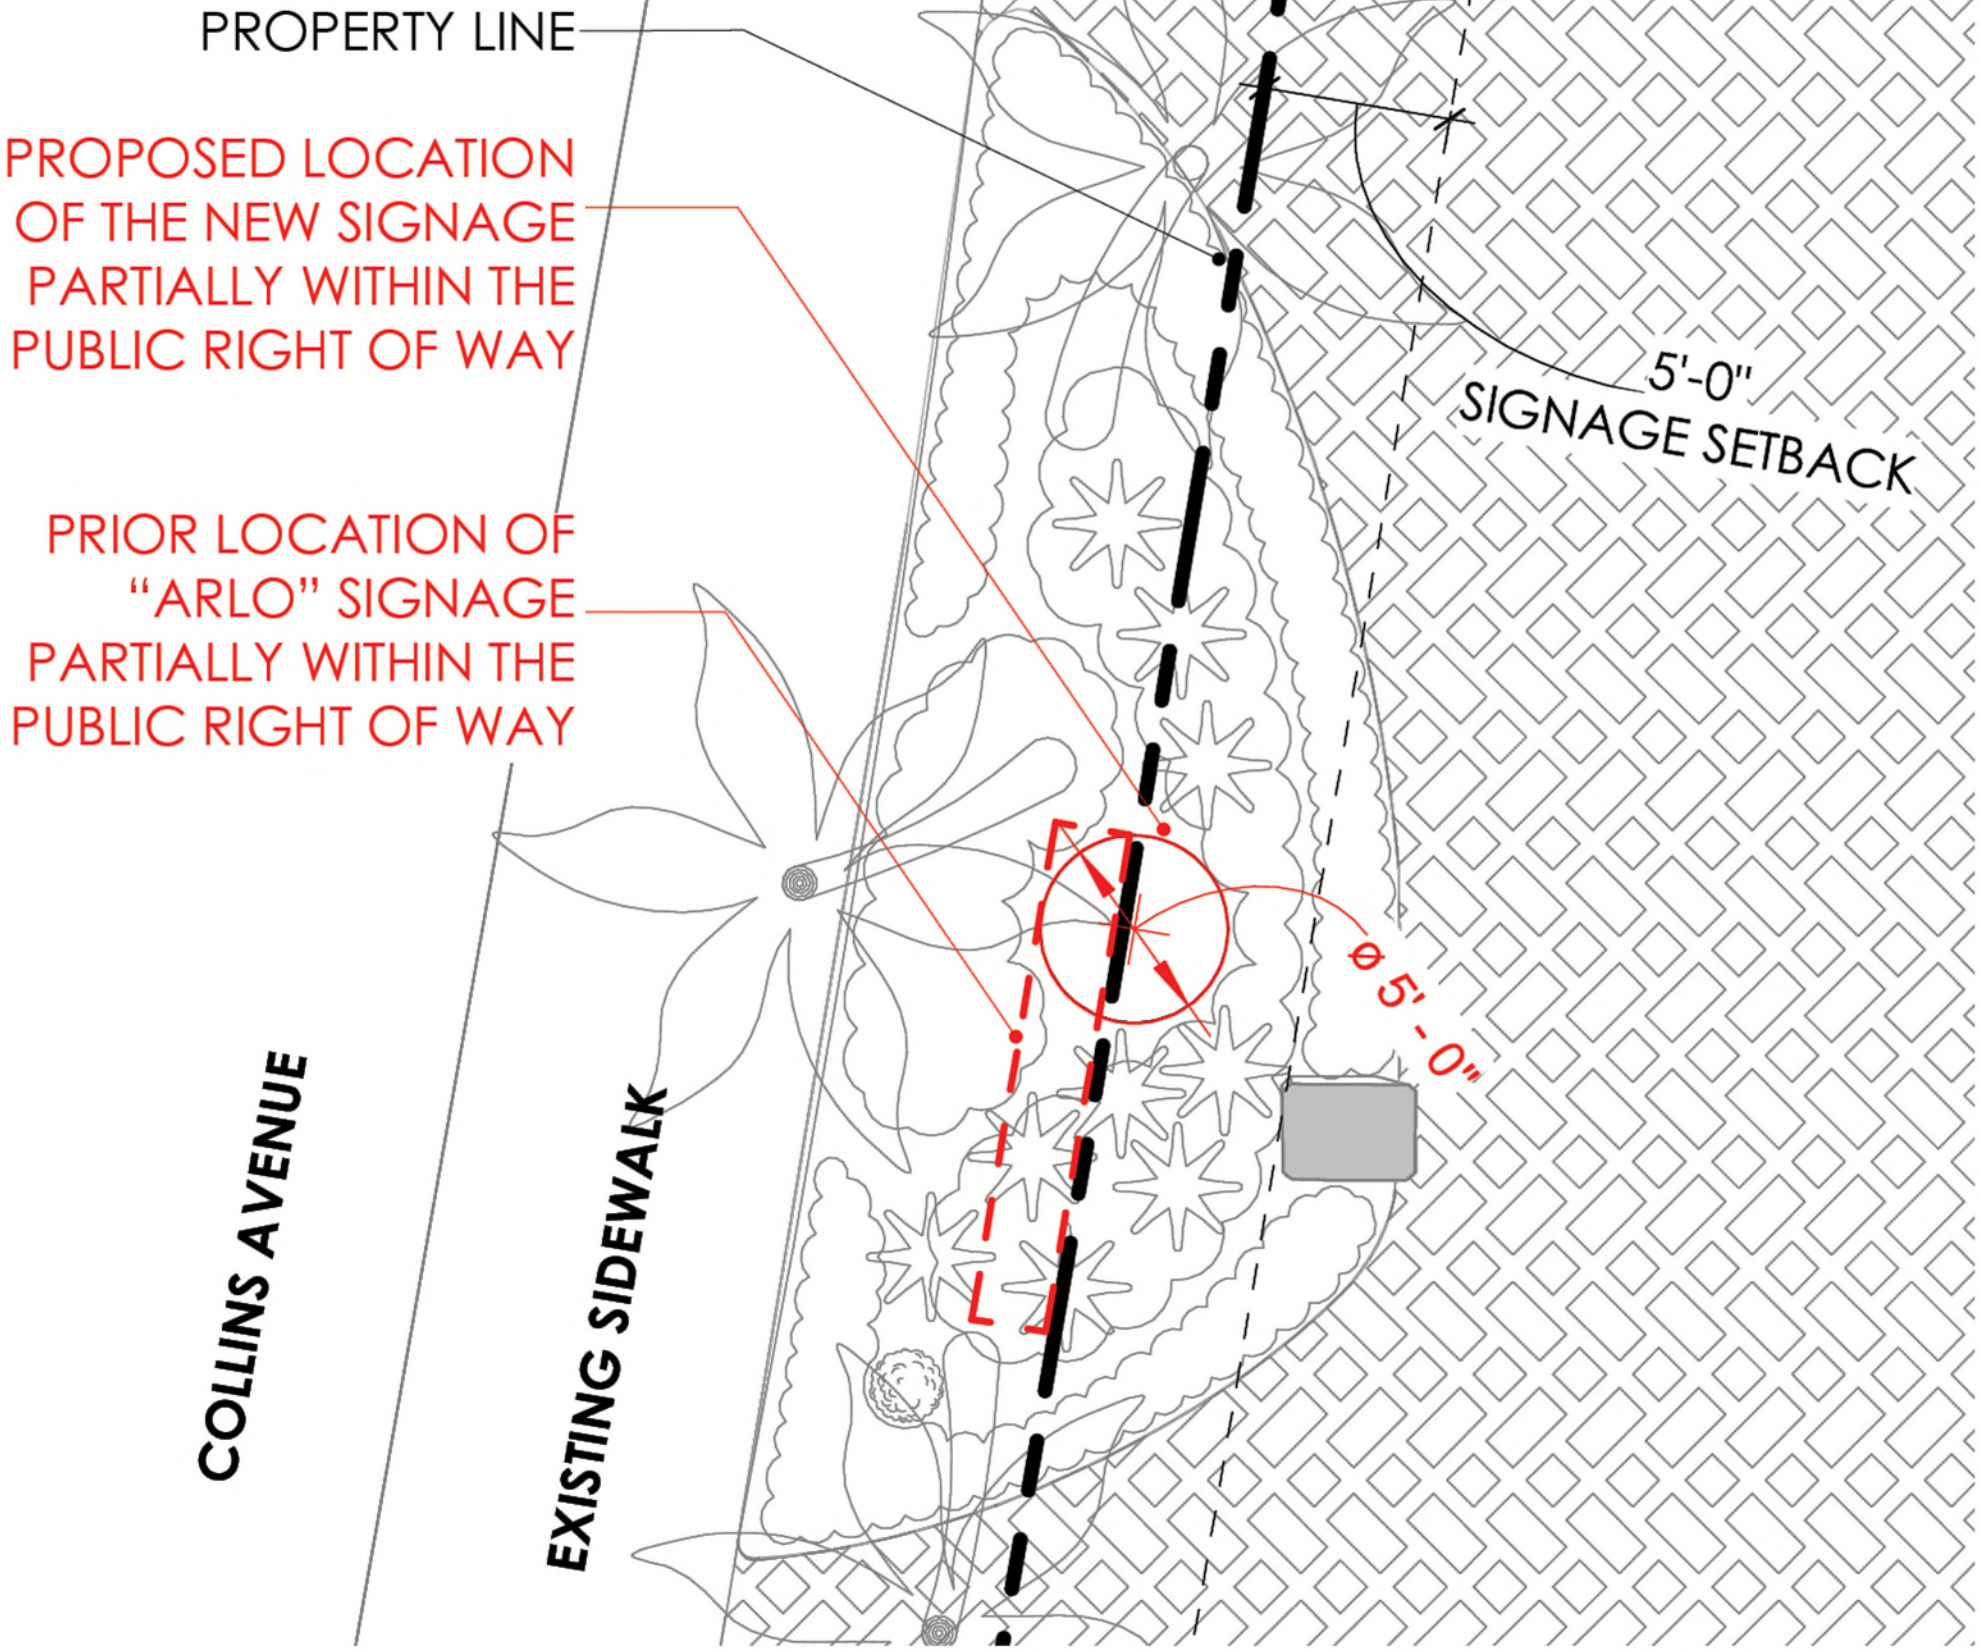 PROPERTY LINE
PROPOSED LOCATION
OF THE NEW SIGNAGE
PARTIALLY WITHIN THE
PUBLIC RIGHT OF WAY
5'-0"
SIGNAGE SETBACK
PRIOR LOCATION OF
“ARLO” SIGNAGE
PARTIALLY WITHIN THE
PUBLIC RIGHT OF WAY
Ø 5' - 0"
COLLINS AVENUE
EXISTING SIDEWALK